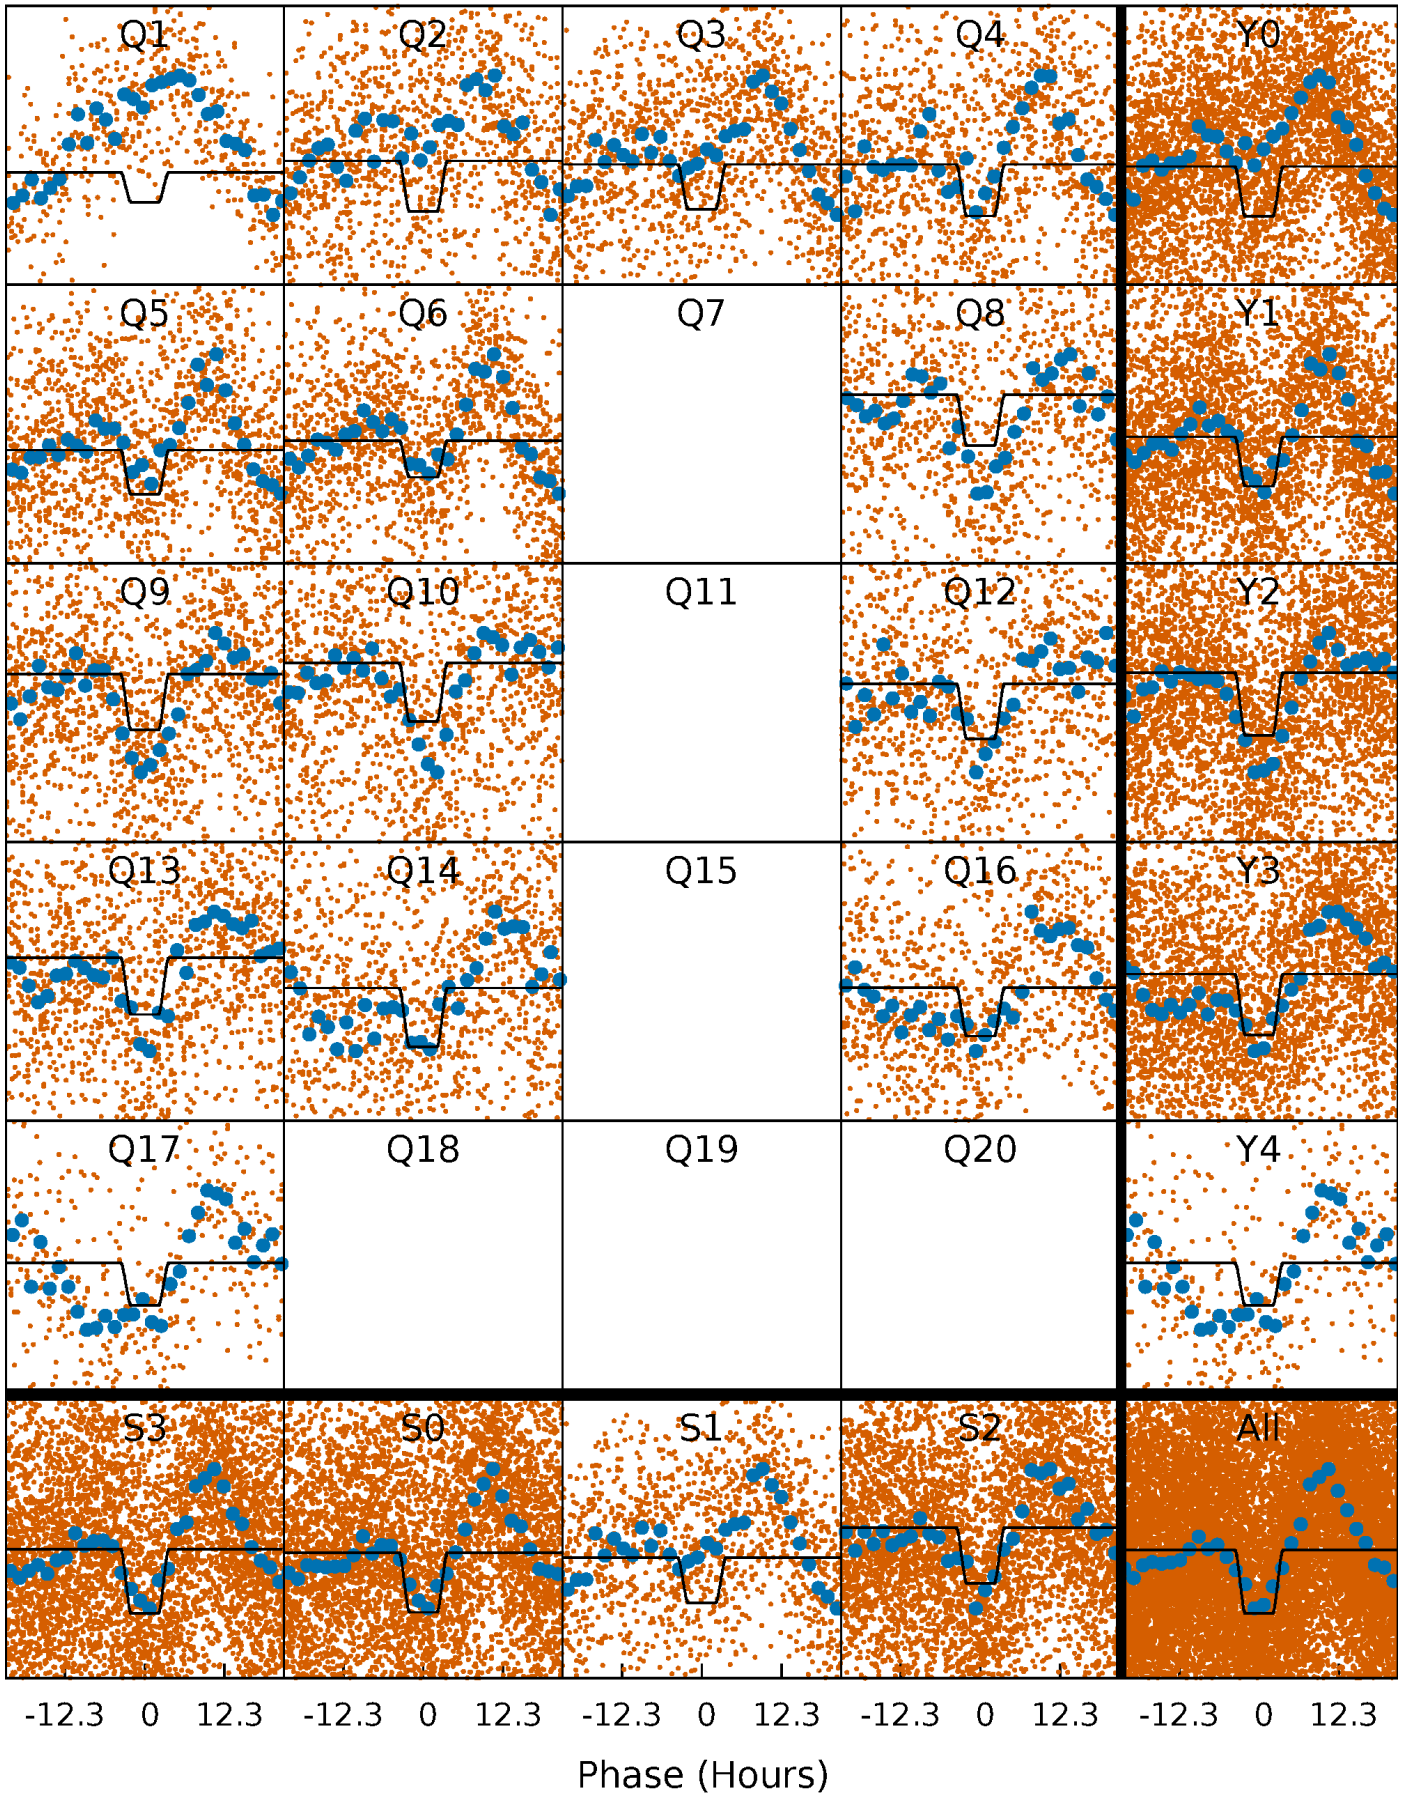 Q1 Q2 Q3 Q4 Y0
Q5 Q6 Q7 Q8 Y1
Q9 Q10 Q11 Q12 Y2
Q13 Q14 Q15 Q16 Y3
Q17 Q18 Q19 Q20 Y4
S3 S0 S1 S2 All
-12.3 0 12.3 -12.3 0 12.3 -12.3 0 12.3 -12.3 0 12.3 -12.3 0 12.3
Phase (Hours)